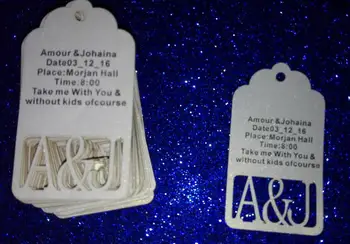 Amour &Johaina
Date03_12_16
Place:Morjan Hall
Time:8:00
Take me With You &
without kids ofcourse
A&J
Amour &Johaina
Date03_12_16
Place:Morjan Hall
Time:8:00
Take me With You &
without kids ofcourse
A&J